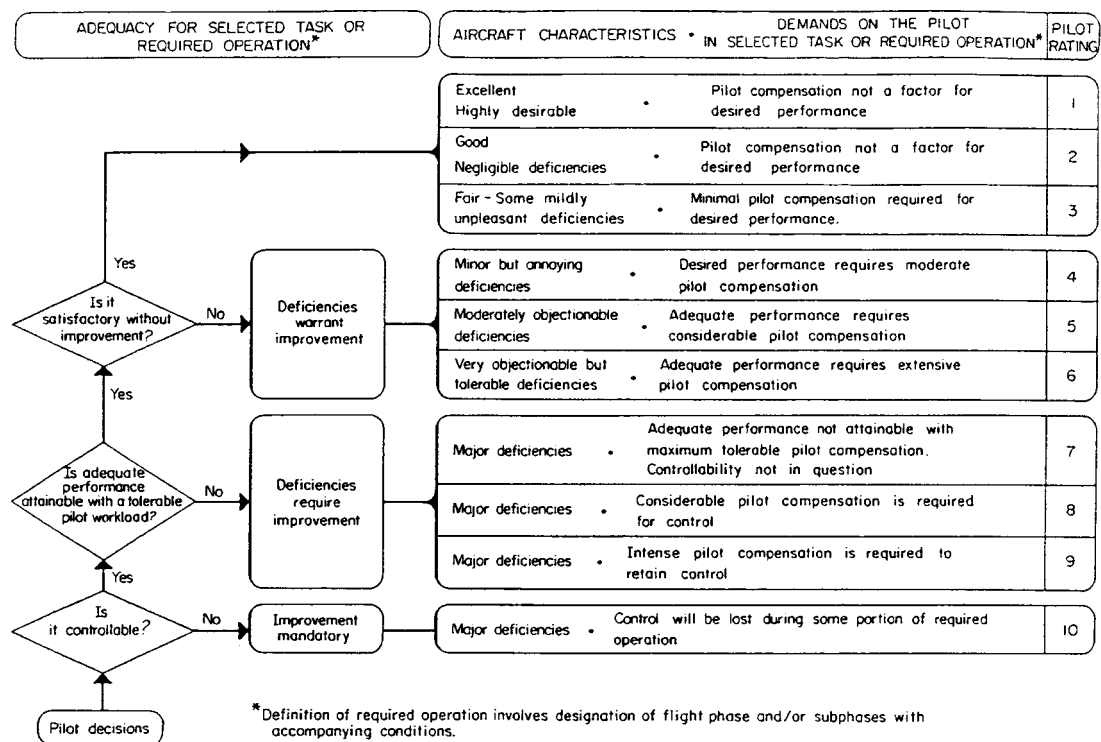 ADEQUACY FOR SELECTED TASK OR
REQUIRED OPERATION*
AIRCRAFT CHARACTERISTICS •
DEMANDS ON THE PILOT
IN SELECTED TASK OR REQUIRED OPERATION*
PILOT
RATING
Excellent
Highly desirable
•
Pilot compensation not a factor for
desired performance
1
Good
Negligible deficiencies
•
Pilot compensation not a factor for
desired performance
2
Fair - Some mildly
unpleasant deficiencies
•
Minimal pilot compensation required for
desired performance.
3
Yes
Is it
satisfactory without
improvement?
No
Deficiencies
warrant
improvement
Minor but annoying
deficiencies
•
Desired performance requires moderate
pilot compensation
4
Moderately objectionable
deficiencies
•
Adequate performance requires
considerable pilot compensation
5
Very objectionable but
tolerable deficiencies
•
Adequate performance requires extensive
pilot compensation
6
Yes
Is adequate
performance
attainable with a tolerable
pilot workload?
No
Deficiencies
require
improvement
Major deficiencies
•
Adequate performance not attainable with
maximum tolerable pilot compensation.
Controllability not in question
7
Major deficiencies
•
Considerable pilot compensation is required
for control
8
Major deficiencies
•
Intense pilot compensation is required to
retain control
9
Yes
Is
it controllable?
No
Improvement
mandatory
Major deficiencies
•
Control will be lost during some portion of required
operation
10
Pilot decisions
*Definition of required operation involves designation of flight phase and/or subphases with
accompanying conditions.